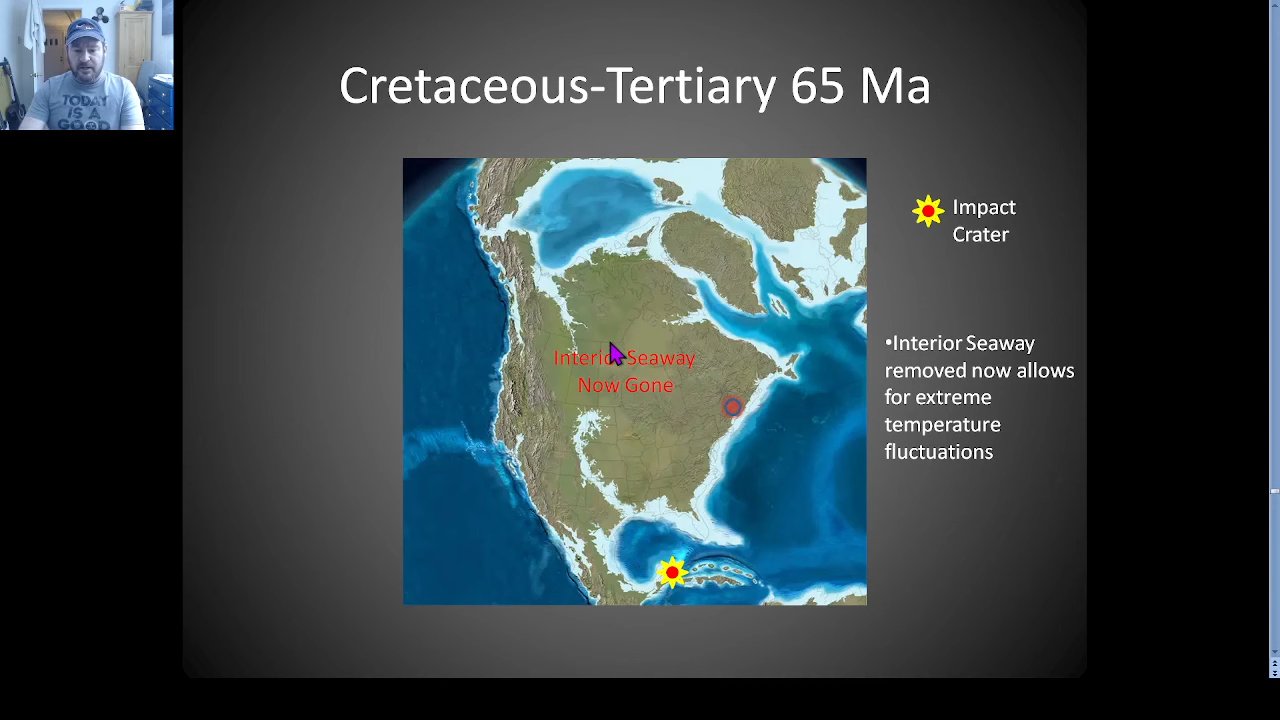 Cretaceous-Tertiary 65 Ma
TODAY
IS A
GOOD
Impact
Crater
Interior Seaway
Now Gone
•Interior Seaway
removed now allows
for extreme
temperature
fluctuations